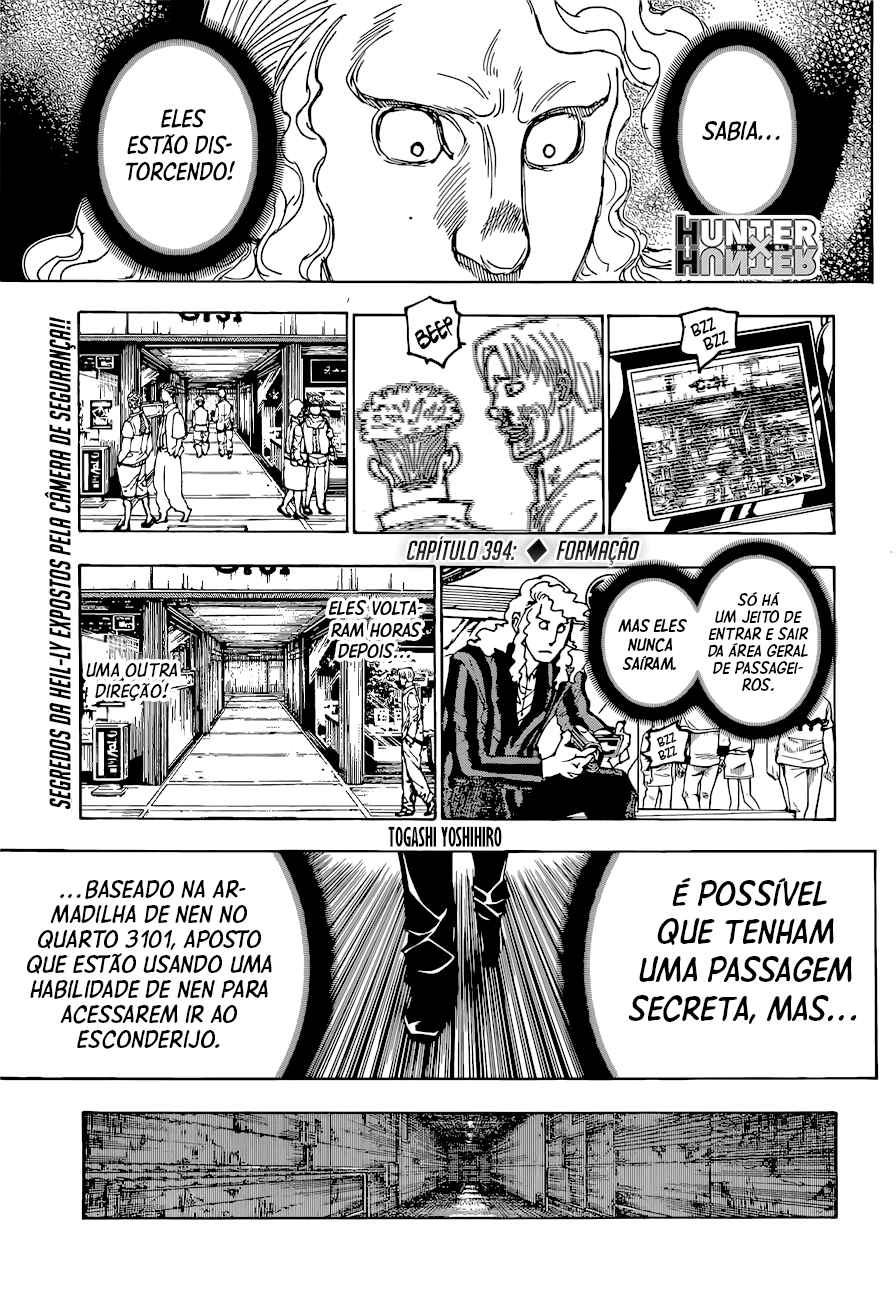 SABIA...
ELES
ESTÃO DIS-
TORCENDO!
HUNTER
HUNTER
SEGREDOS DA HEIL-LY EXPOSTOS PELA CÂMERA DE SEGURANÇA!!
BZZ
BZZ
BEEP
CAPÍTULO 394: ◆ FORMAÇÃO
SÓ HÁ
UM JEITO DE
ENTRAR E SAIR
DA ÁREA GERAL
DE PASSAGEI-
ROS.
MAS ELES
NUNCA
SAÍRAM.
BZZ
BZZ
ELES VOLTA-
RAM HORAS
DEPOIS...
UMA OUTRA
DIREÇÃO!
TOGASHI YOSHIHIRO
É POSSÍVEL
QUE TENHAM
UMA PASSAGEM
SECRETA, MAS...
...BASEADO NA AR-
MADILHA DE NEN NO
QUARTO 3101, APOSTO
QUE ESTÃO USANDO UMA
HABILIDADE DE NEN PARA
ACESSAREM IR AO
ESCONDERIJO.